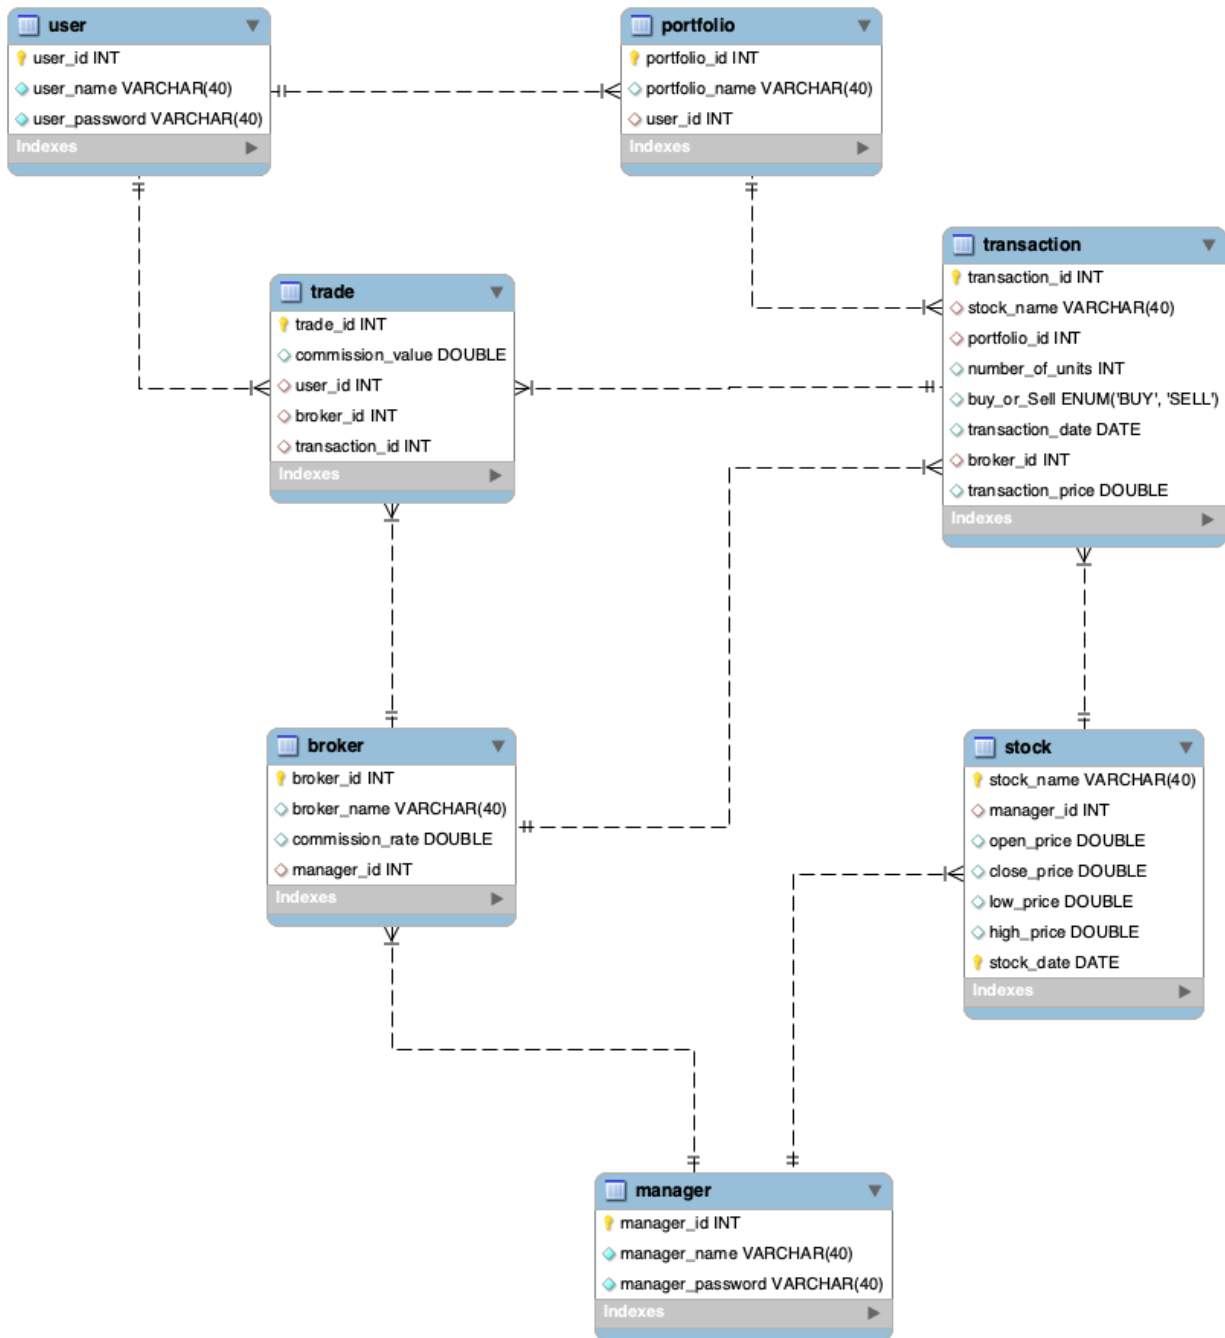 user
user_id INT
user_name VARCHAR(40)
user_password VARCHAR(40)
Indexes
portfolio
portfolio_id INT
portfolio_name VARCHAR(40)
user_id INT
Indexes
transaction
transaction_id INT
stock_name VARCHAR(40)
portfolio_id INT
number_of_units INT
buy_or_Sell ENUM('BUY', 'SELL')
transaction_date DATE
broker_id INT
transaction_price DOUBLE
Indexes
trade
trade_id INT
commission_value DOUBLE
user_id INT
broker_id INT
transaction_id INT
Indexes
broker
broker_id INT
broker_name VARCHAR(40)
commission_rate DOUBLE
manager_id INT
Indexes
stock
stock_name VARCHAR(40)
manager_id INT
open_price DOUBLE
close_price DOUBLE
low_price DOUBLE
high_price DOUBLE
stock_date DATE
Indexes
manager
manager_id INT
manager_name VARCHAR(40)
manager_password VARCHAR(40)
Indexes